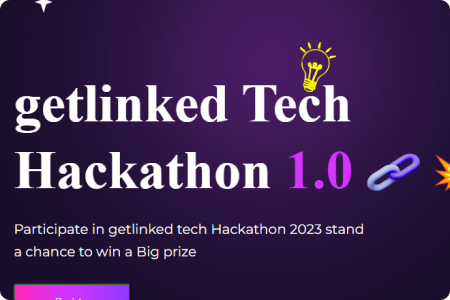 getlinked Tech
Hackathon 1.0
Participate in getlinked tech Hackathon 2023 stand
a chance to win a Big prize